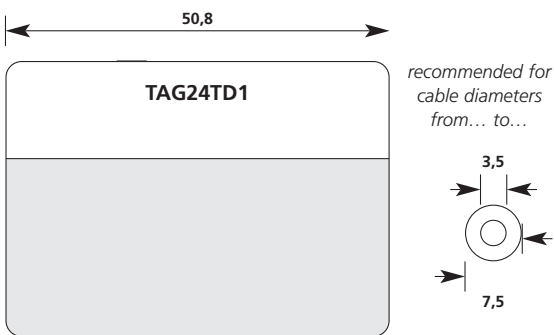 50,8
TAG24TD1
recommended for
cable diameters
from... to...
3,5
7,5